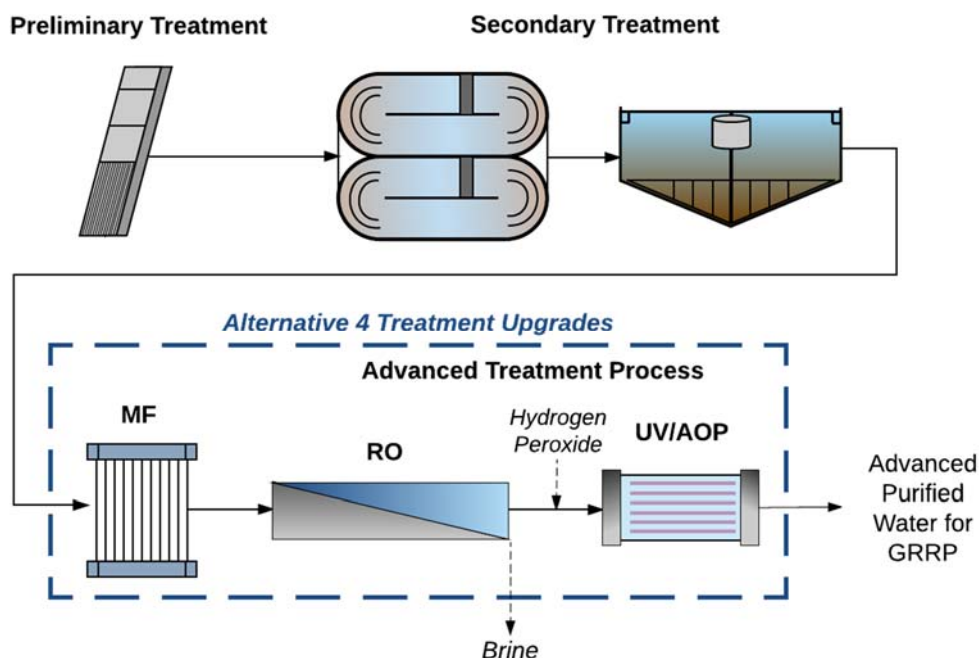 Preliminary Treatment
Secondary Treatment
Alternative 4 Treatment Upgrades
Advanced Treatment Process
MF
RO
Hydrogen
Peroxide
UV/AOP
Advanced
Purified
Water for
GRRP
Brine